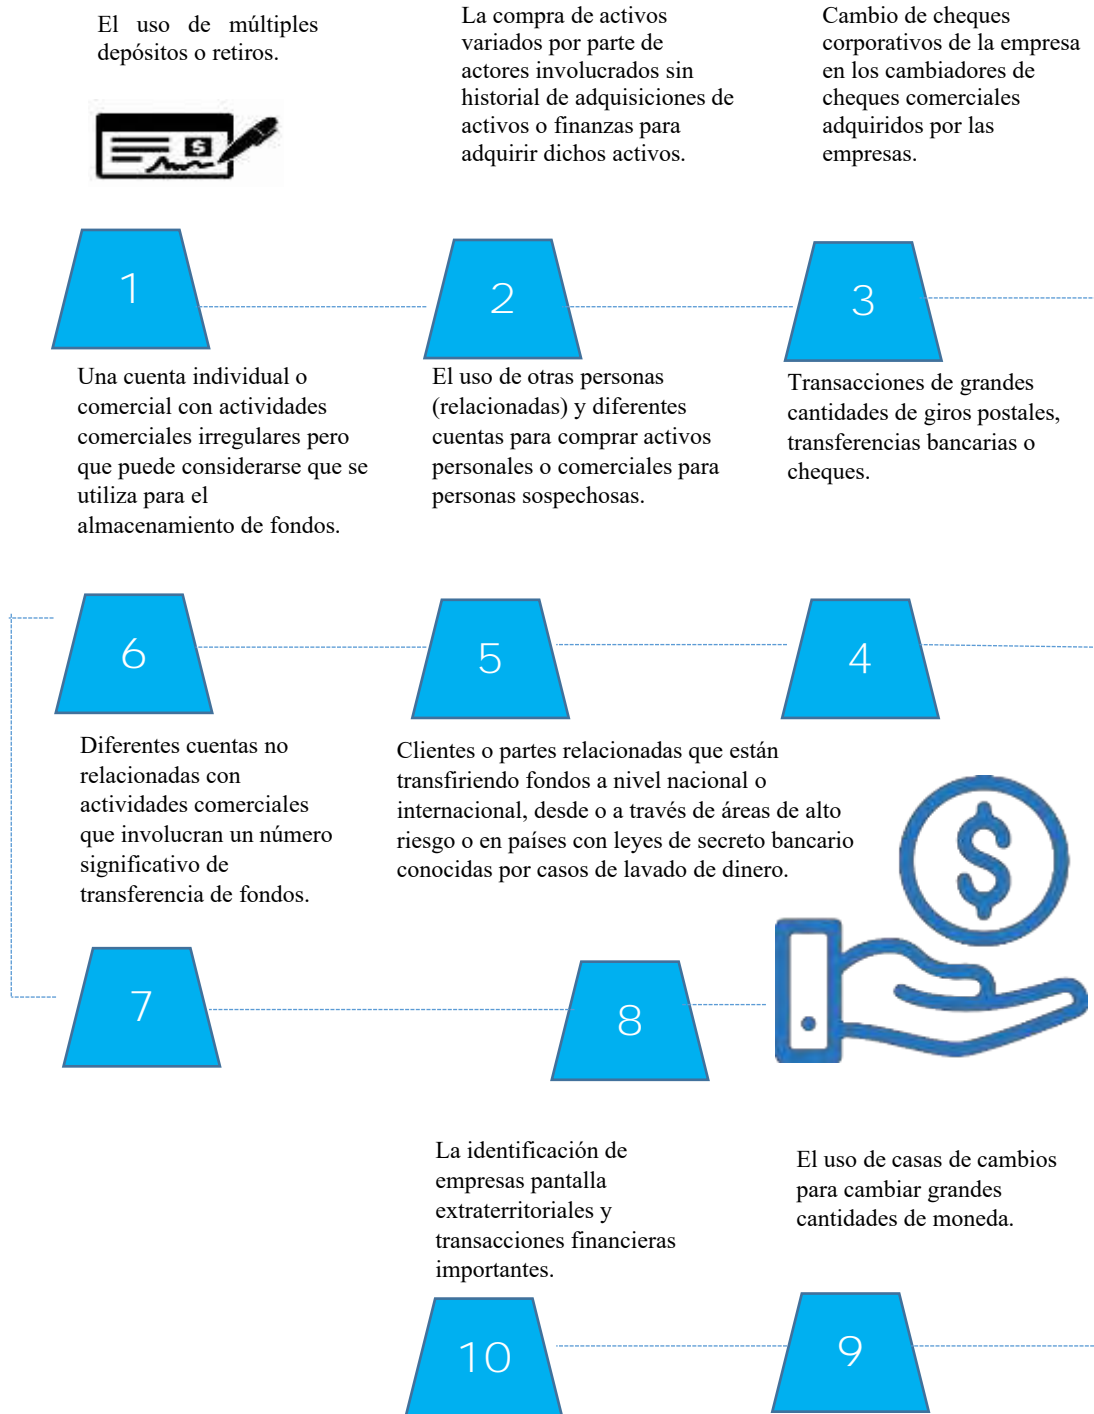 El uso de múltiples
depósitos o retiros.
La compra de activos
variados por parte de
actores involucrados sin
historial de adquisiciones de
activos o finanzas para
adquirir dichos activos.
Cambio de cheques
corporativos de la empresa
en los cambiadores de
cheques comerciales
adquiridos por las
empresas.
$
1
2
3
Una cuenta individual o
comercial con actividades
comerciales irregulares pero
que puede considerarse que se
utiliza para el
almacenamiento de fondos.
El uso de otras personas
(relacionadas) y diferentes
cuentas para comprar activos
personales o comerciales para
personas sospechosas.
Transacciones de grandes
cantidades de giros postales,
transferencias bancarias o
cheques.
6
5
4
Diferentes cuentas no
relacionadas con
actividades comerciales
que involucran un número
significativo de
transferencia de fondos.
Clientes o partes relacionadas que están
transfiriendo fondos a nivel nacional o
internacional, desde o a través de áreas de alto
riesgo o en países con leyes de secreto bancario
conocidas por casos de lavado de dinero.
$
7
8
La identificación de
empresas pantalla
extraterritoriales y
transacciones financieras
importantes.
El uso de casas de cambios
para cambiar grandes
cantidades de moneda.
10
9